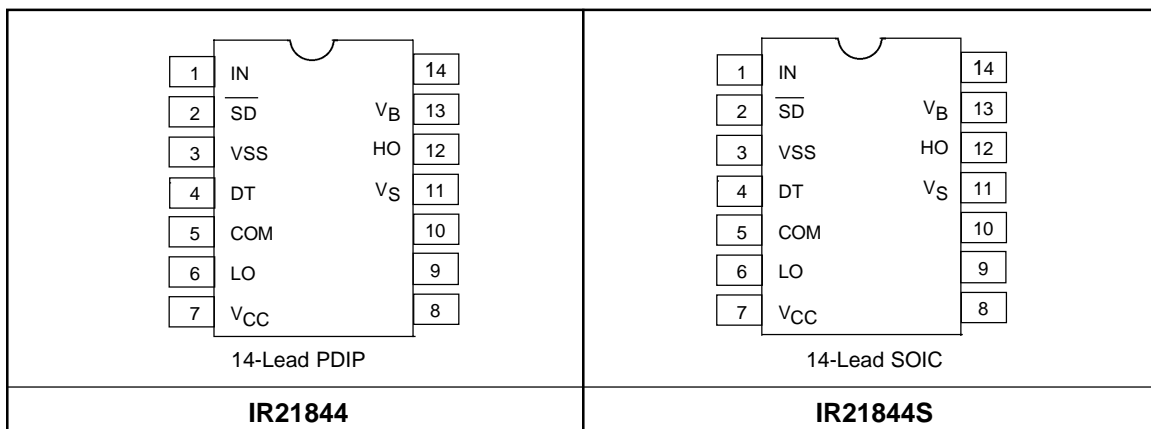 1 IN 14
2 SD VB 13
3 VSS HO 12
4 DT VS 11
5 COM 10
6 LO 9
7 VCC 8
14-Lead PDIP
IR21844
1 IN 14
2 SD VB 13
3 VSS HO 12
4 DT VS 11
5 COM 10
6 LO 9
7 VCC 8
14-Lead SOIC
IR21844S